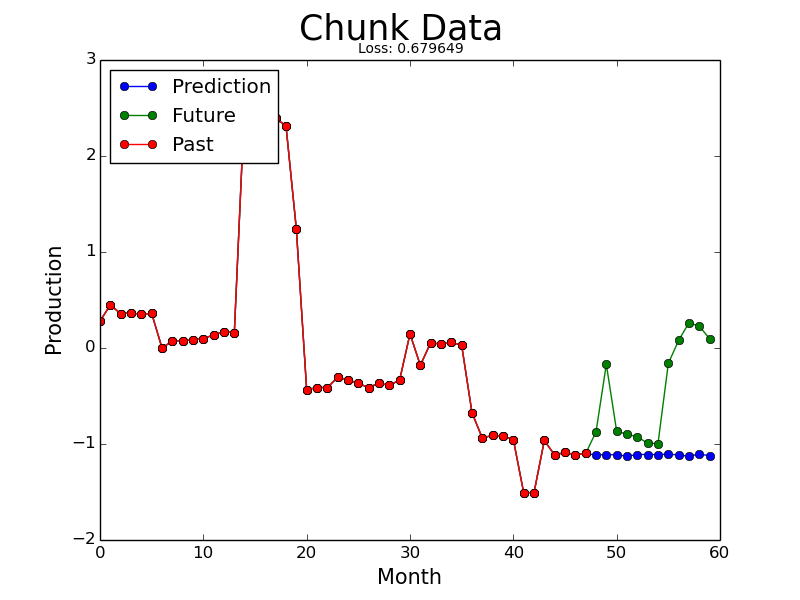 Chunk Data
Loss: 0.679649
3
Prediction
Future
Past
2
1
0
−1
−2
Production
0 10 20 30 40 50 60
Month